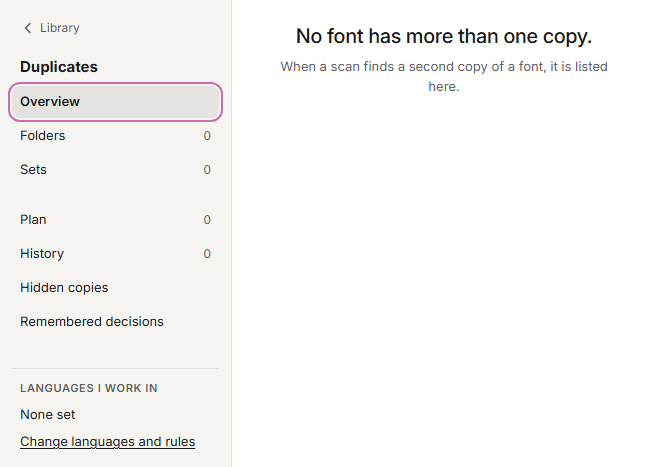 Library
Duplicates
Overview
Folders 0
Sets 0
Plan 0
History 0
Hidden copies
Remembered decisions
LANGUAGES I WORK IN
None set
Change languages and rules
No font has more than one copy.
When a scan finds a second copy of a font, it is listed
here.